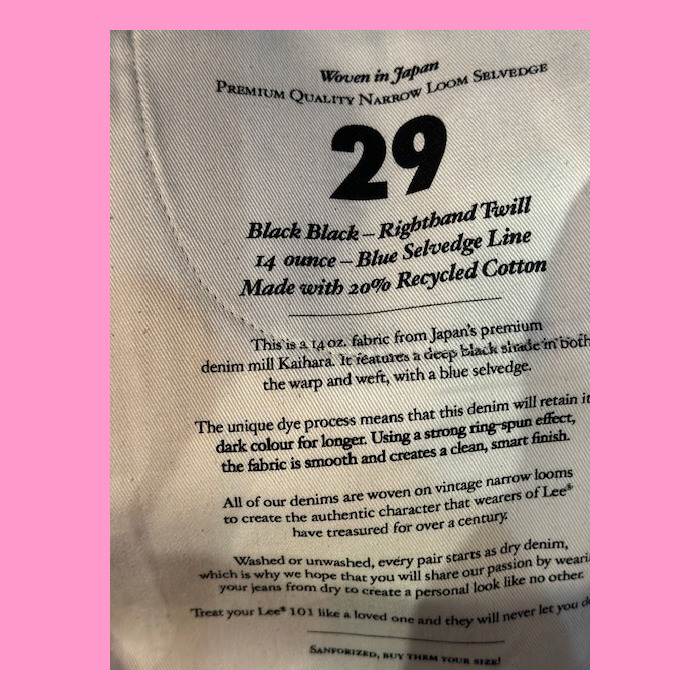 Woven in Japan
Premium Quality Narrow Loom Selvedge
29
Black Black – Righthand Twill
14 ounce – Blue Selvedge Line
Made with 20% Recycled Cotton
This is a 14 oz. fabric from Japan's premium
denim mill Kaihara. It features a deep black shade in both
the warp and weft, with a blue selvedge.
The unique dye process means that this denim will retain it
dark colour for longer. Using a strong ring-spun effect,
the fabric is smooth and creates a clean, smart finish.
All of our denims are woven on vintage narrow looms
to create the authentic character that wearers of Lee®
have treasured for over a century.
Washed or unwashed, every pair starts as dry denim,
which is why we hope that you will share our passion by weari
your jeans from dry to create a personal look like no other.
Treat your Lee® 101 like a loved one and they will never let you d
Sanforized, buy them your size!